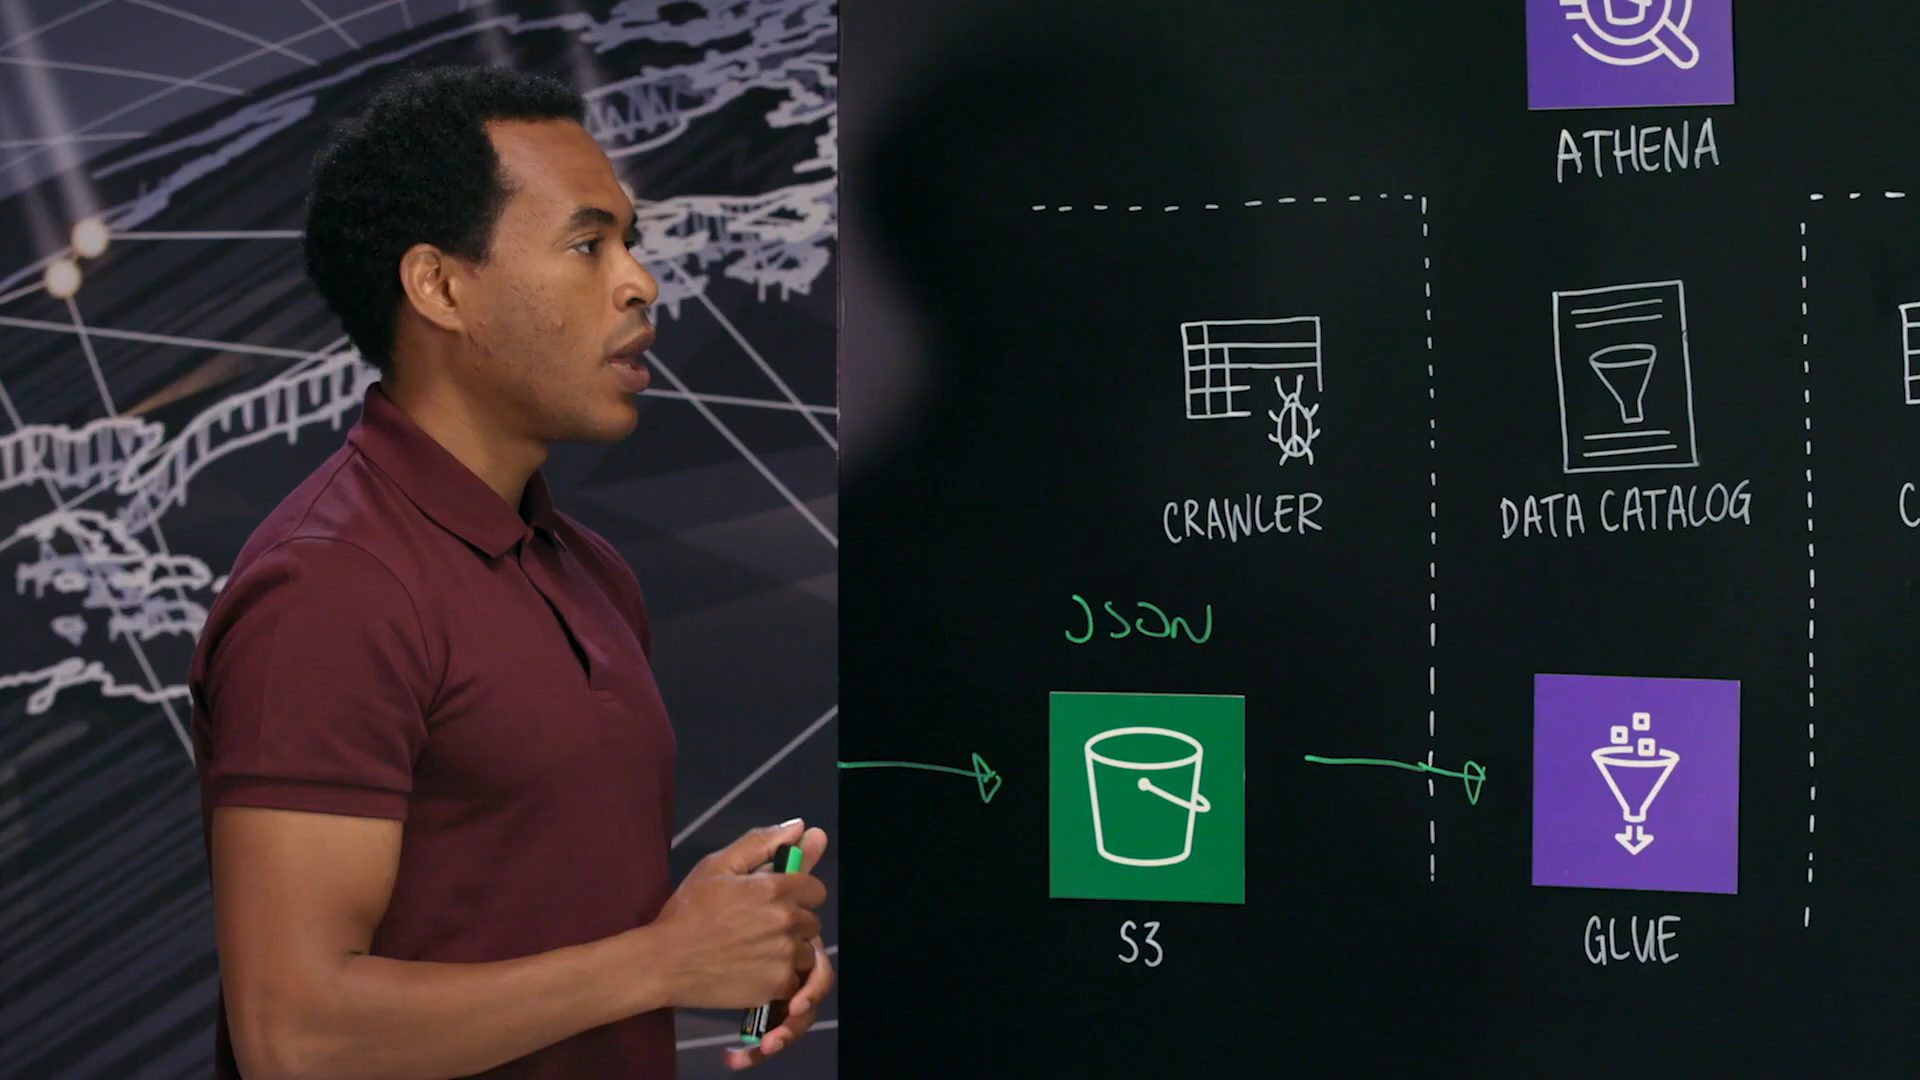 ATHENA
CRAWLER
DATA CATALOG
C
JSON
S3
GLUE